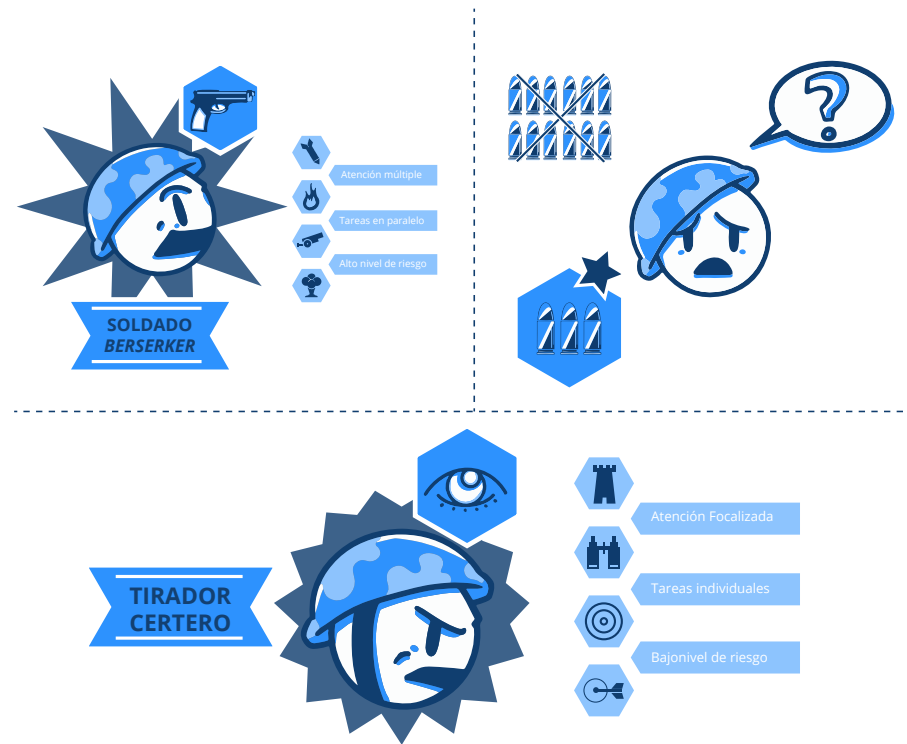 ?
Atención múltiple
Tareas en paralelo
Alto nivel de riesgo
SOLDADO
BERSERKER
TIRADOR
CERTERO
Atención Focalizada
Tareas individuales
Bajonivel de riesgo